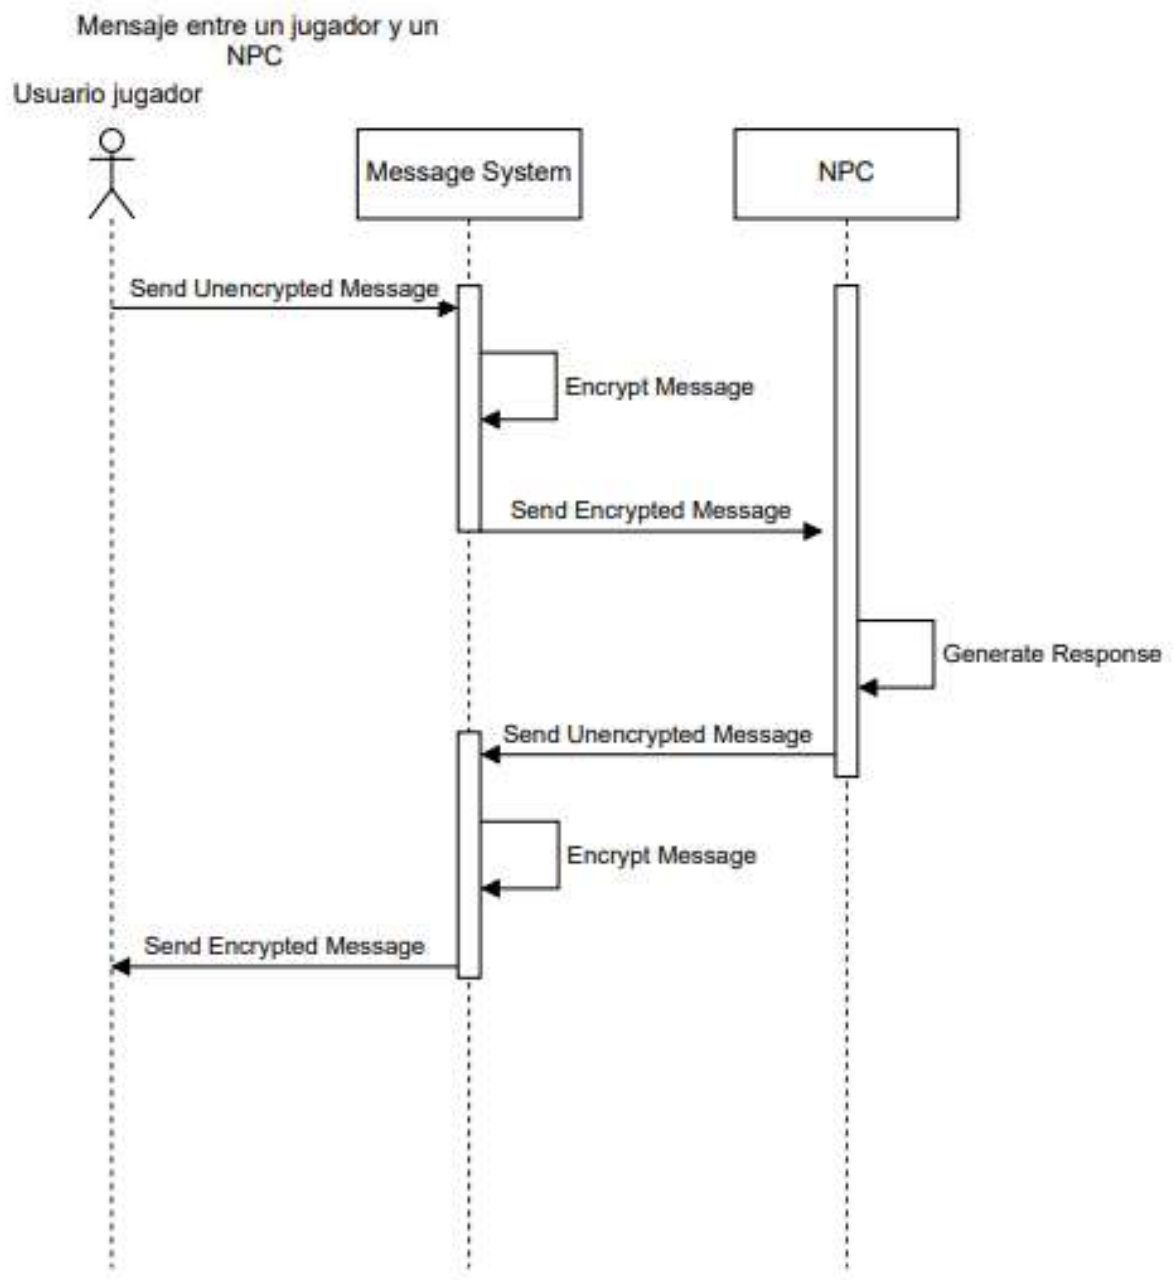 Mensaje entre un jugador y un
NPC
Usuario jugador
Message System
NPC
Send Unencrypted Message
Encrypt Message
Send Encrypted Message
Generate Response
Send Unencrypted Message
Encrypt Message
Send Encrypted Message